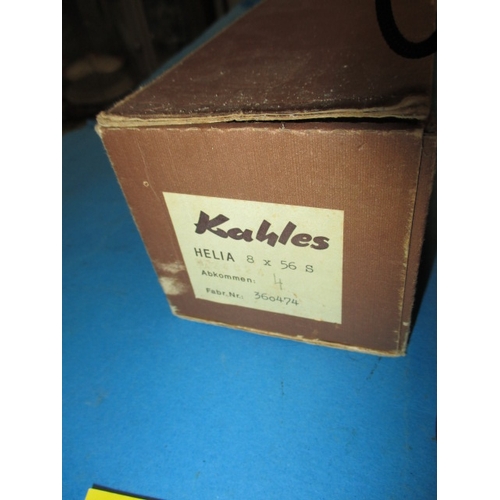 Kahles
HELIA 8 x 56 S
Abkommen: 4
Fabr.Nr. 360474